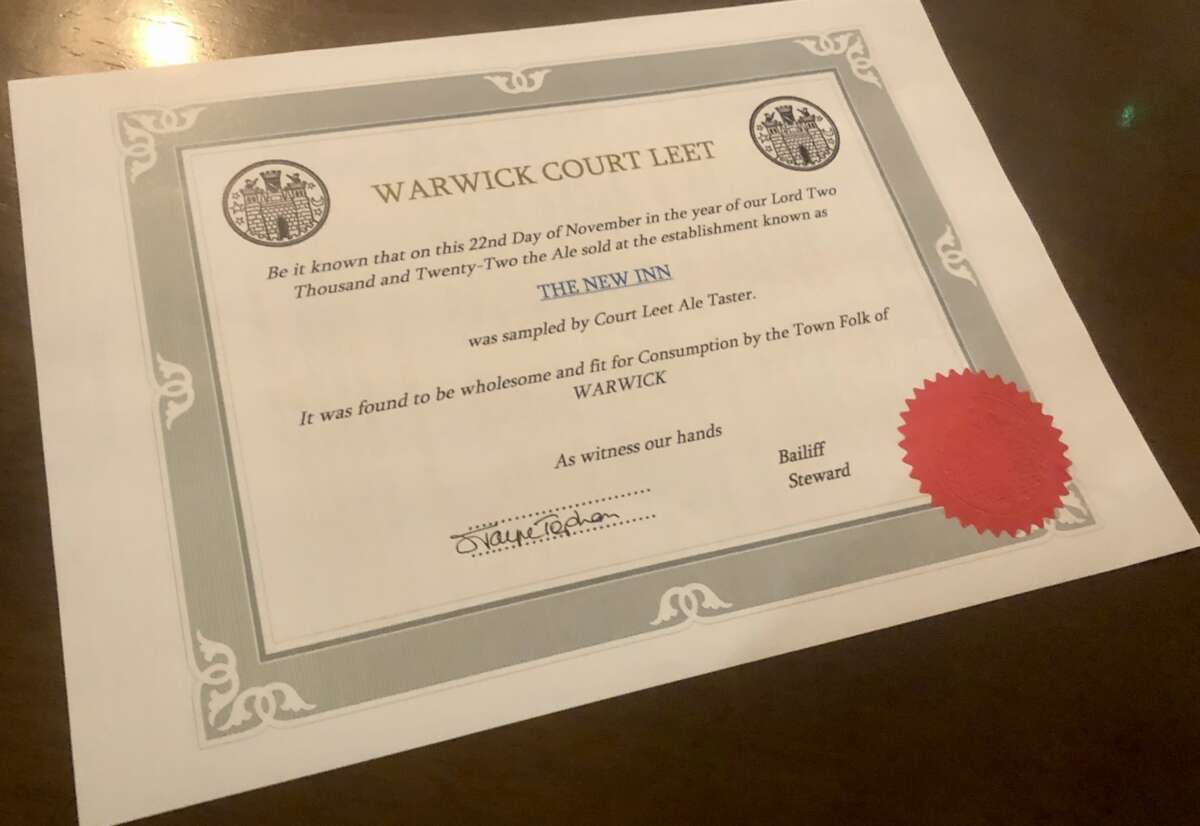 WARWICK COURT LEET
Be it known that on this 22nd Day of November in the year of our Lord Two
Thousand and Twenty-Two the Ale sold at the establishment known as
THE NEW INN
was sampled by Court Leet Ale Taster.
It was found to be wholesome and fit for Consumption by the Town Folk of
WARWICK
As witness our hands
Bailiff
Steward